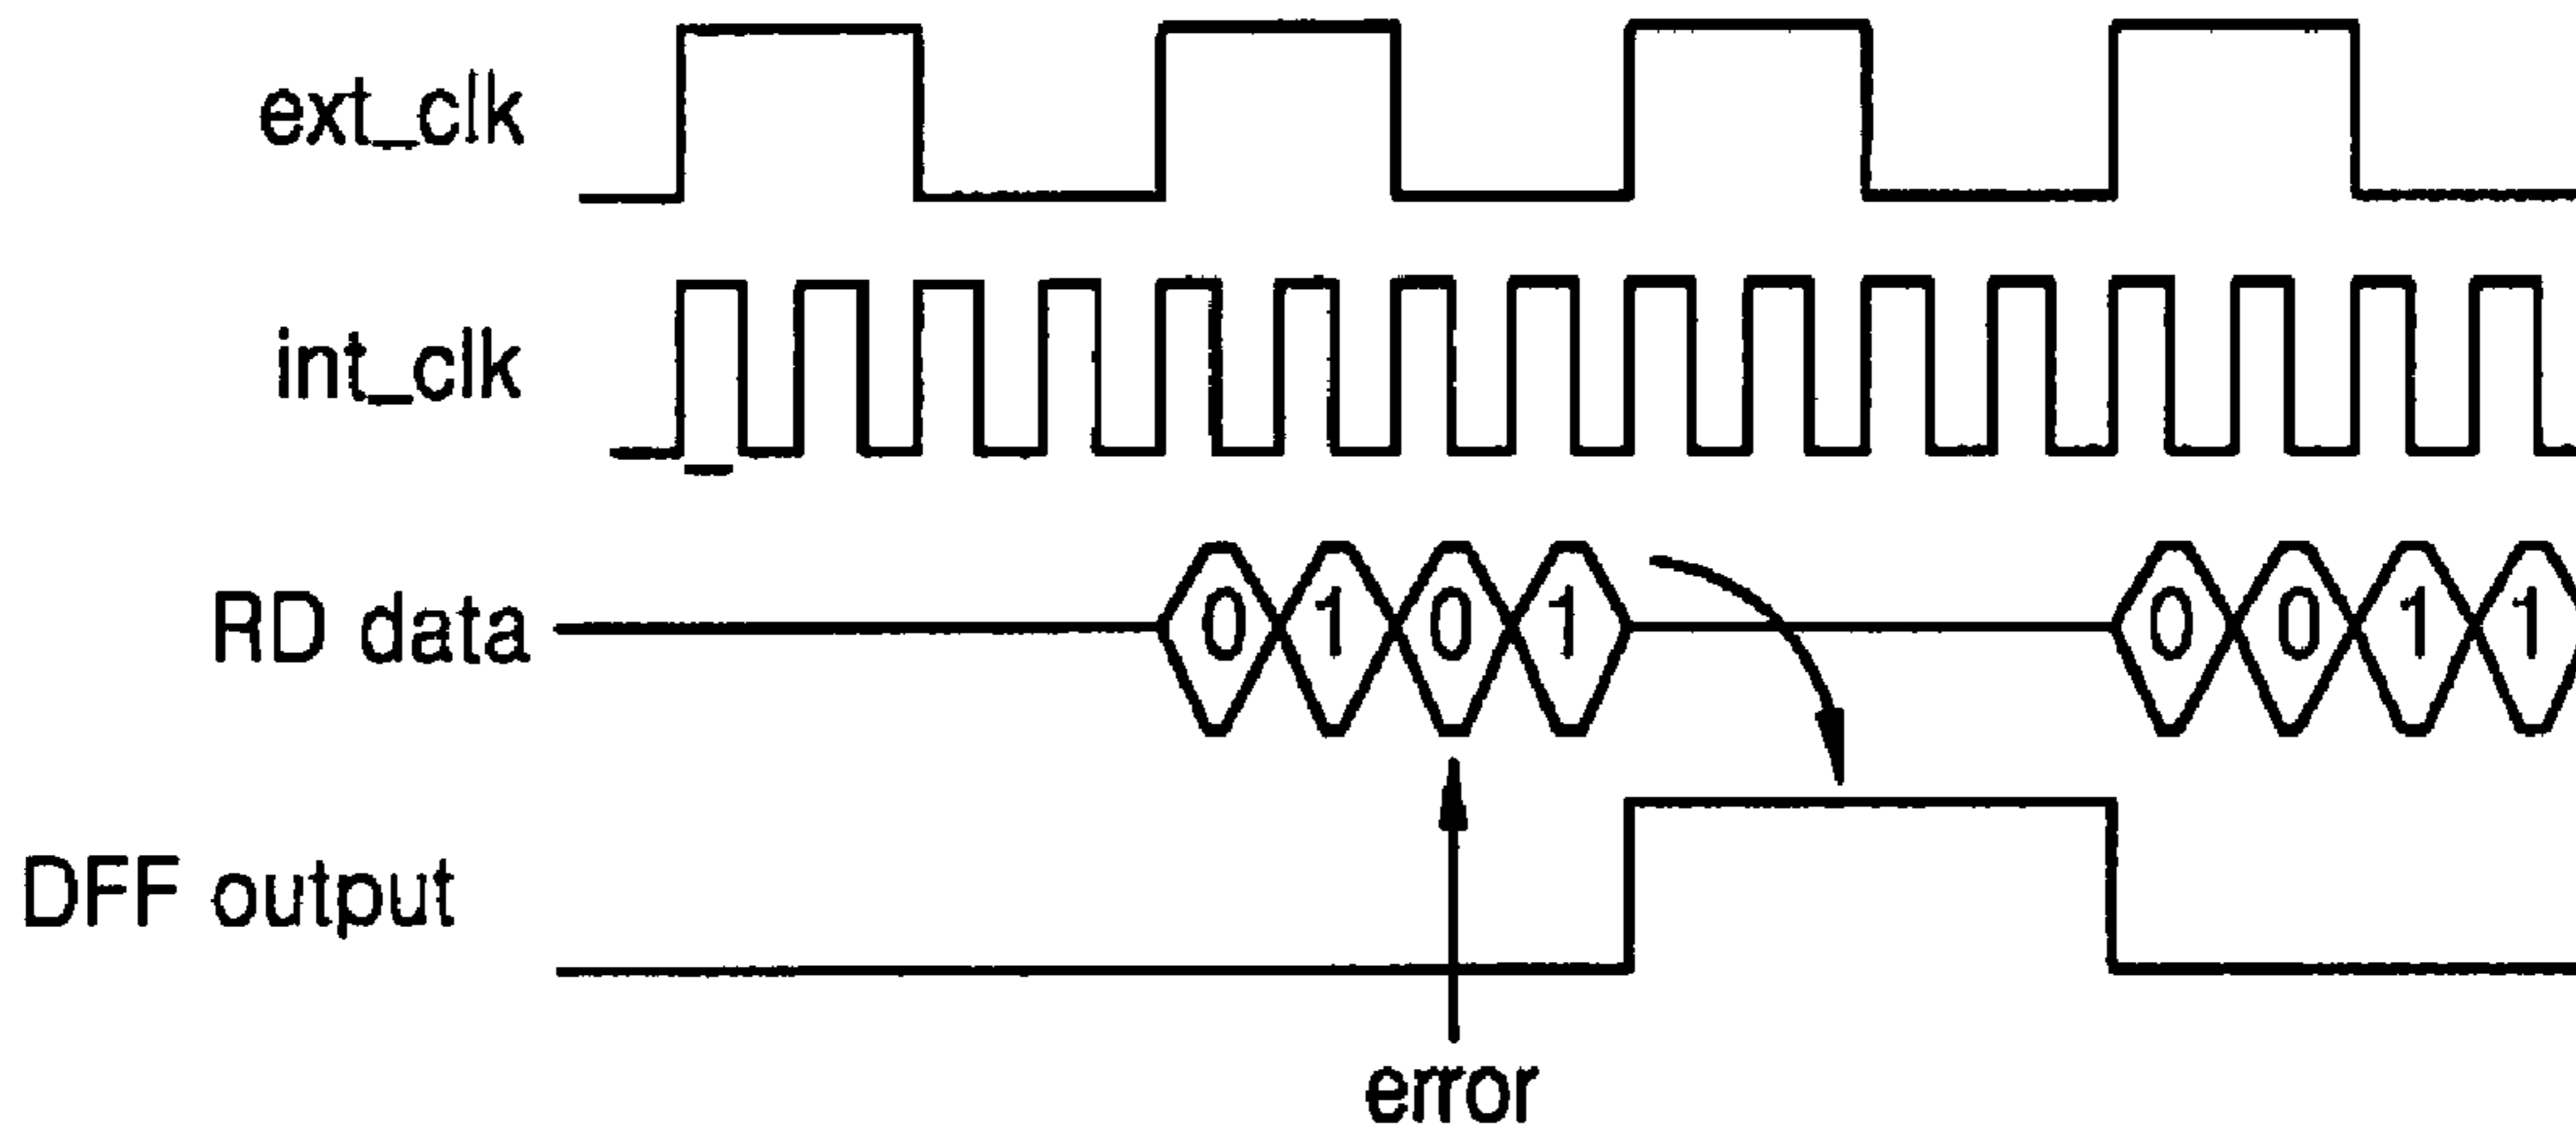 ext_clk
int_clk
RD data 0 1 0 1 0 0 1 1
DFF output
error